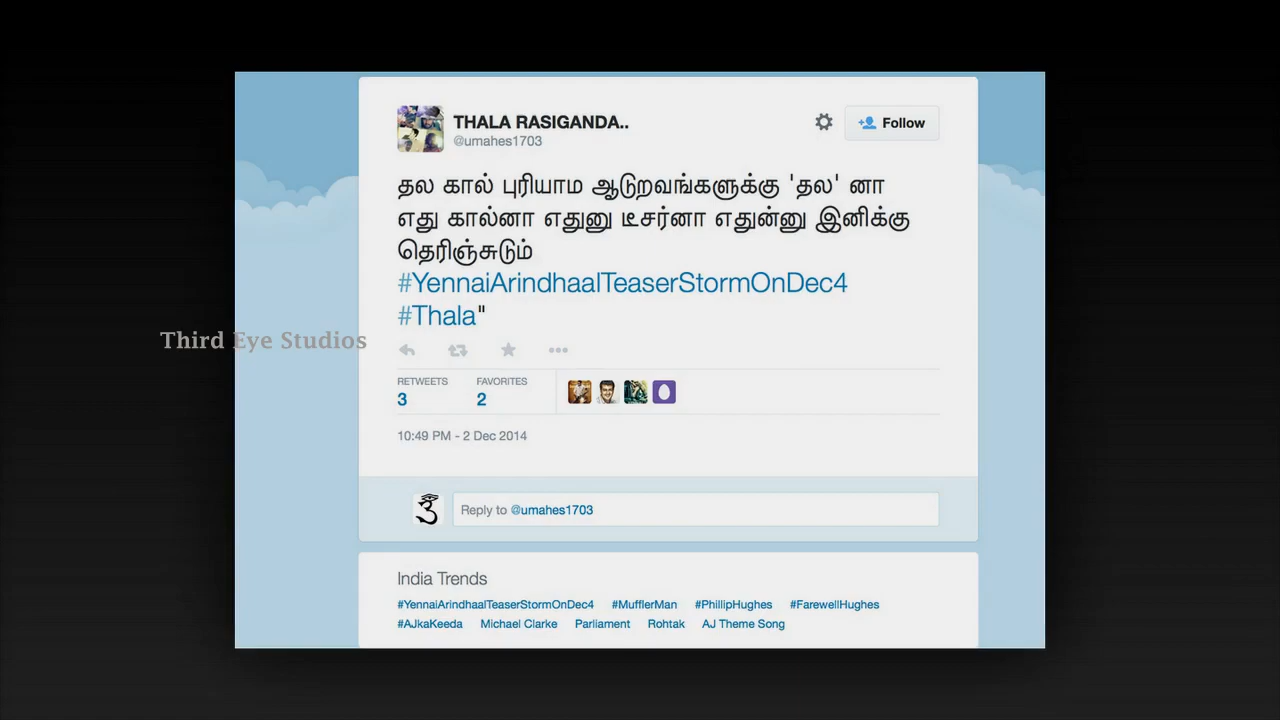 THALA RASIGANDA..
@umahes1703
Follow
தல கால் புரியாம ஆடுறவங்களுக்கு 'தல' னா
எது கால்னா எதுனு டீசர்னா எதுன்னு இனிக்கு
தெரிஞ்சுடும்
#YennaiArindhaalTeaserStormOnDec4
#Thala"
Third Eye Studios
RETWEETS FAVORITES
3 2
10:49 PM - 2 Dec 2014
Reply to @umahes1703
India Trends
#YennaiArindhaalTeaserStormOnDec4 #MufflerMan #PhillipHughes #FarewellHughes
#AJkaKeeda Michael Clarke Parliament Rohtak AJ Theme Song